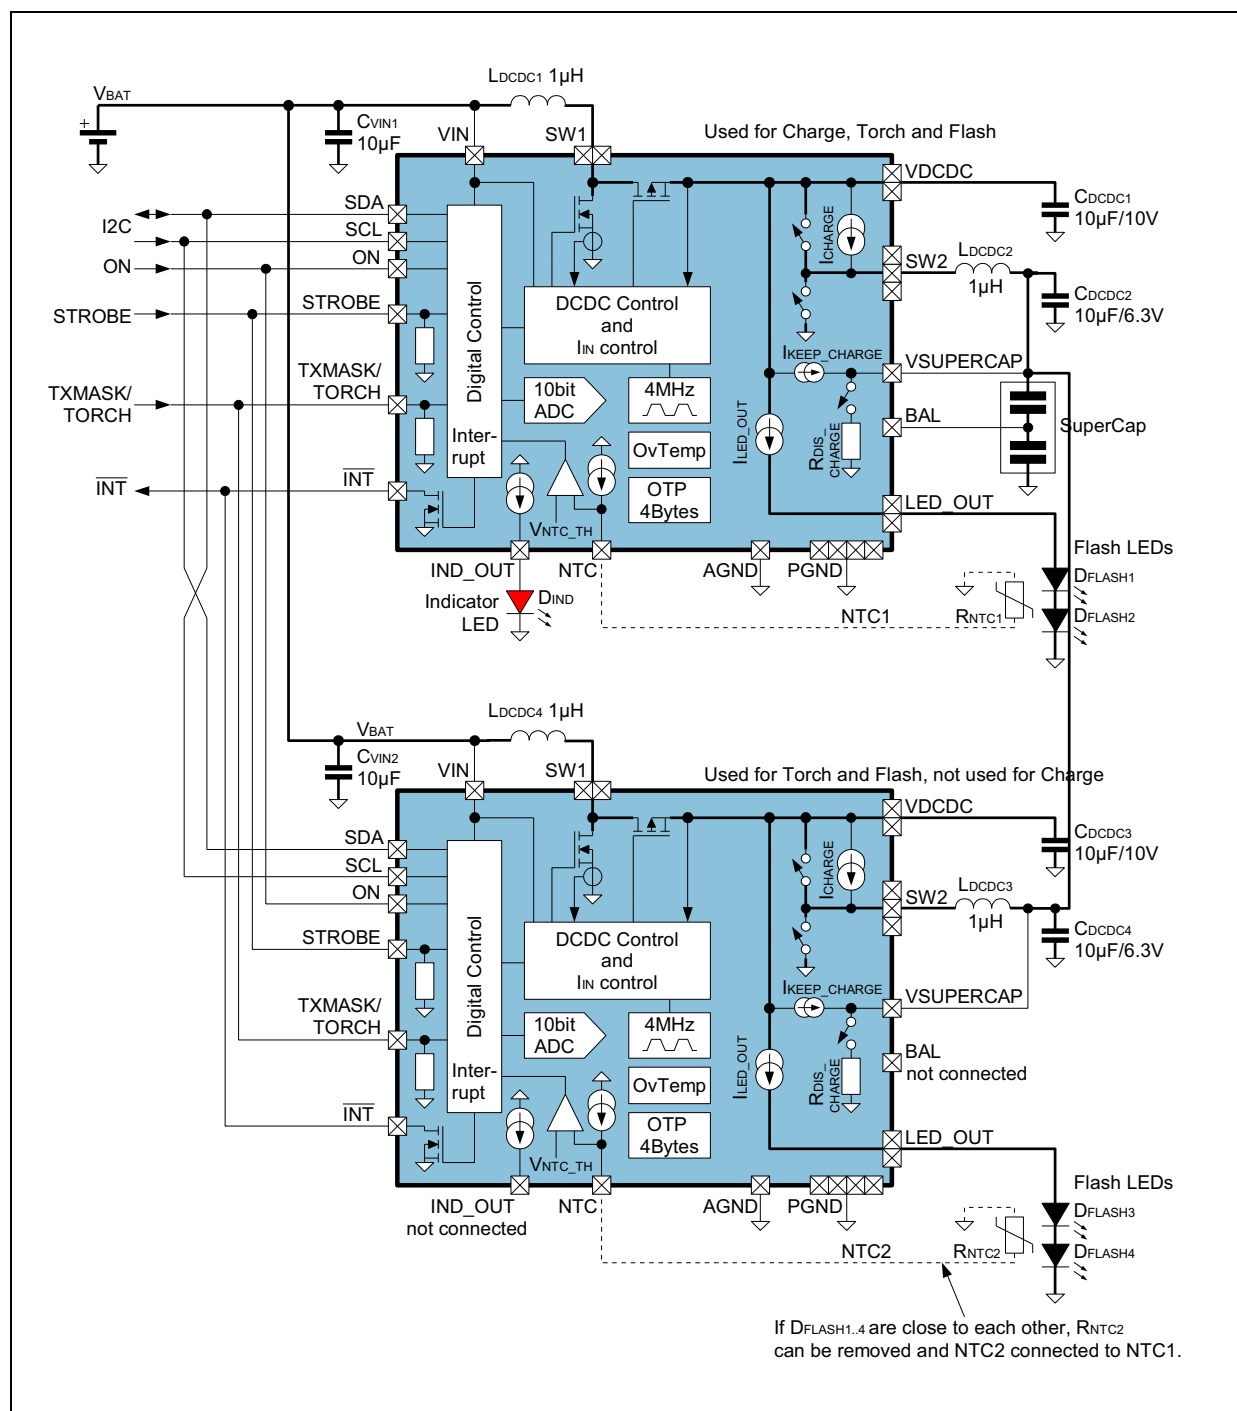 LDCDC1 1µH
VBAT
+
CVIN1
10µF
VIN
SW1
Used for Charge, Torch and Flash
VDCDC
CDCDC1
10µF/10V
SDA
I2C
SCL
ON
ON
ICHARGE
SW2
LDCDC2
1µH
CDCDC2
10µF/6.3V
STROBE
STROBE
Digital Control
DCDC Control
and
IIN control
IKEEP_CHARGE
VSUPERCAP
TXMASK/
TORCH
TXMASK/
TORCH
10bit
ADC
4MHz
ILED_OUT
RDIS_
CHARGE
BAL
SuperCap
Inter-
rupt
OvTemp
INT
INT
OTP
4Bytes
VNTC_TH
LED_OUT
IND_OUT
NTC
AGND
PGND
Flash LEDs
DFLASH1
Indicator
LED
DIND
NTC1
RNTC1
DFLASH2
LDCDC4 1µH
VBAT
CVIN2
10µF
VIN
SW1
Used for Torch and Flash, not used for Charge
VDCDC
CDCDC3
10µF/10V
SDA
SCL
ON
ICHARGE
SW2
LDCDC3
1µH
CDCDC4
10µF/6.3V
STROBE
Digital Control
DCDC Control
and
IIN control
IKEEP_CHARGE
VSUPERCAP
TXMASK/
TORCH
10bit
ADC
4MHz
ILED_OUT
RDIS_
CHARGE
BAL
not connected
Inter-
rupt
OvTemp
INT
OTP
4Bytes
VNTC_TH
LED_OUT
IND_OUT
not connected
NTC
AGND
PGND
Flash LEDs
DFLASH3
NTC2
RNTC2
DFLASH4
If DFLASH1..4 are close to each other, RNTC2
can be removed and NTC2 connected to NTC1.